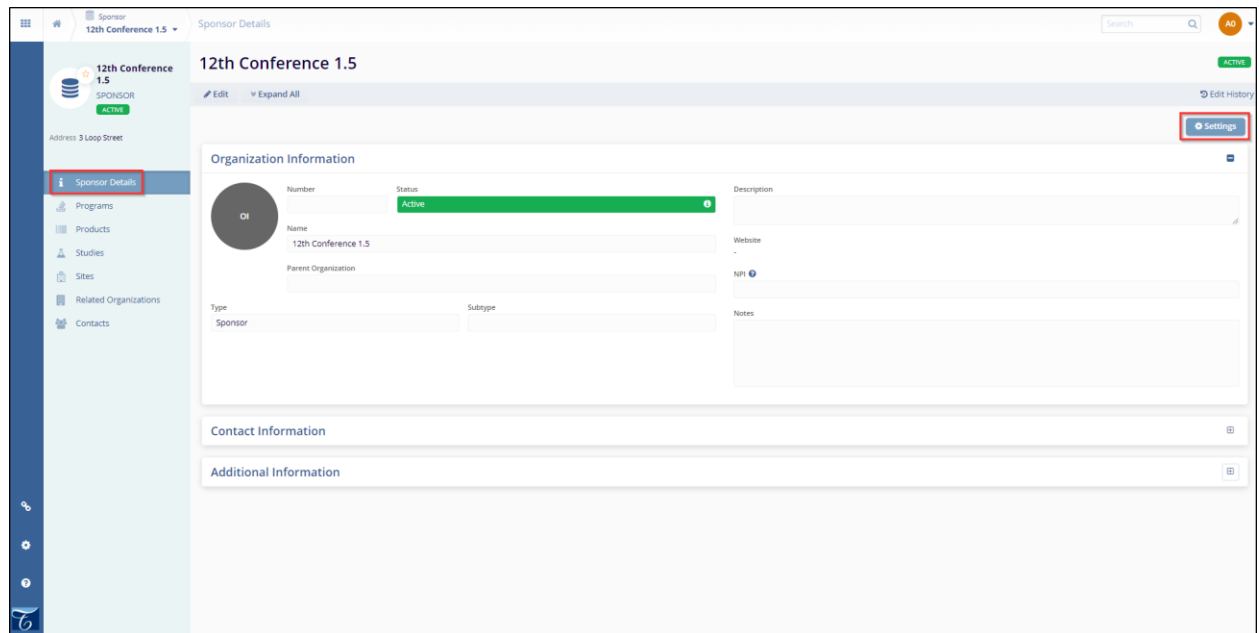 Sponsor
12th Conference 1.5
Sponsor Details
Search
AO
12th Conference
1.5
SPONSOR
ACTIVE
Address 3 Loop Street
Sponsor Details
Programs
Products
Studies
Sites
Related Organizations
Contacts
12th Conference 1.5
ACTIVE
Edit
Expand All
Edit History
Settings
Organization Information
OI
Number
Status
Active
Name
12th Conference 1.5
Parent Organization
Type
Sponsor
Subtype
Description
Website
-
NPI
Notes
Contact Information
Additional Information